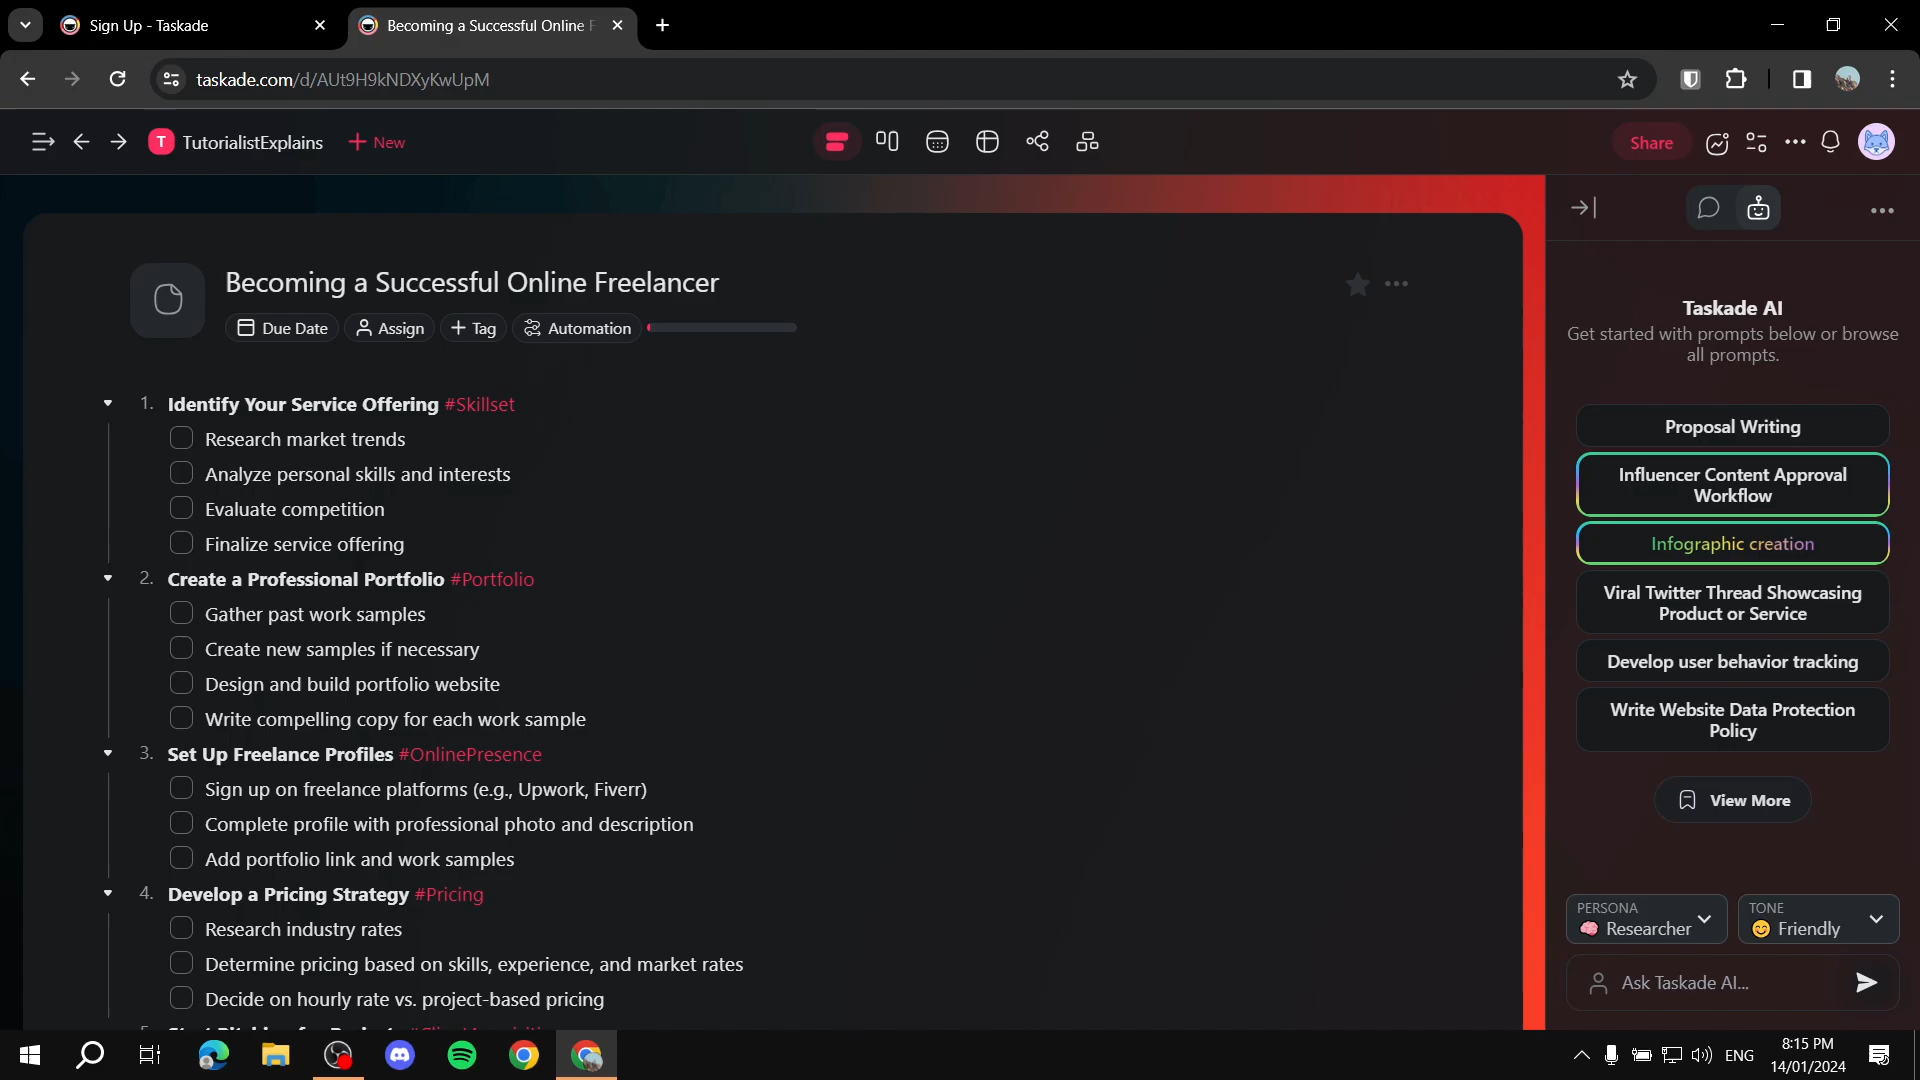 Sign Up - Taskade
Becoming a Successful Online F
taskade.com/d/AUt9H9kNDXyKwUpM
T TutorialistExplains
+ New
Share
Becoming a Successful Online Freelancer
Due Date
Assign
+ Tag
Automation
1. Identify Your Service Offering #Skillset
Research market trends
Analyze personal skills and interests
Evaluate competition
Finalize service offering
2. Create a Professional Portfolio #Portfolio
Gather past work samples
Create new samples if necessary
Design and build portfolio website
Write compelling copy for each work sample
3. Set Up Freelance Profiles #OnlinePresence
Sign up on freelance platforms (e.g., Upwork, Fiverr)
Complete profile with professional photo and description
Add portfolio link and work samples
4. Develop a Pricing Strategy #Pricing
Research industry rates
Determine pricing based on skills, experience, and market rates
Decide on hourly rate vs. project-based pricing
Taskade AI
Get started with prompts below or browse
all prompts.
Proposal Writing
Influencer Content Approval
Workflow
Infographic creation
Viral Twitter Thread Showcasing
Product or Service
Develop user behavior tracking
Write Website Data Protection
Policy
View More
PERSONA
Researcher
TONE
Friendly
Ask Taskade AI...
ENG
8:15 PM
14/01/2024